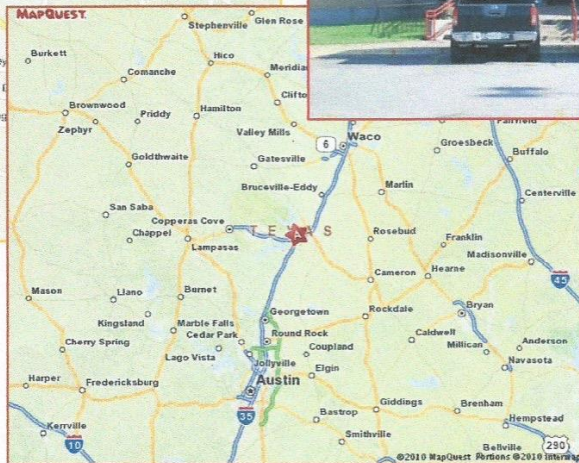 MAPQUEST
Stephenville
Glen Rose
Burkett
Hico
Comanche
Meridian
Clifto
Brownwood
Priddy
Hamilton
Zephyr
Valley Mills
6
Waco
Fairfield
Groesbeck
Buffalo
Goldthwaite
Gatesville
Bruceville-Eddy
Marlin
Centerville
San Saba
Copperas Cove
TEXAS
A
Chappel
Lampasas
Rosebud
Franklin
Madisonville
Cameron
Hearne
45
Mason
Llano
Burnet
Kingsland
Georgetown
Rockdale
Bryan
Marble Falls
Round Rock
Cherry Spring
Cedar Park
Caldwell
Anderson
Lago Vista
Coupland
Millican
Jollyville
Navasota
Elgin
Harper
Fredericksburg
Austin
35
Giddings
Brenham
Bastrop
Hempstead
Kerrville
10
Smithville
290
Bellville
©2010 MapQuest Portions ©2010 Intermap